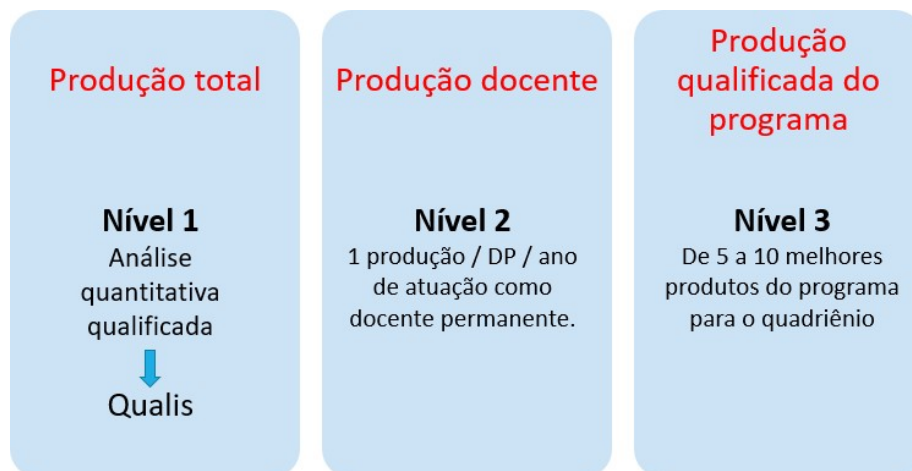 Produção total
Nível 1
Análise
quantitativa
qualificada
Qualis
Produção docente
Nível 2
1 produção / DP / ano
de atuação como
docente permanente.
Produção
qualificada do
programa
Nível 3
De 5 a 10 melhores
produtos do programa
para o quadriênio